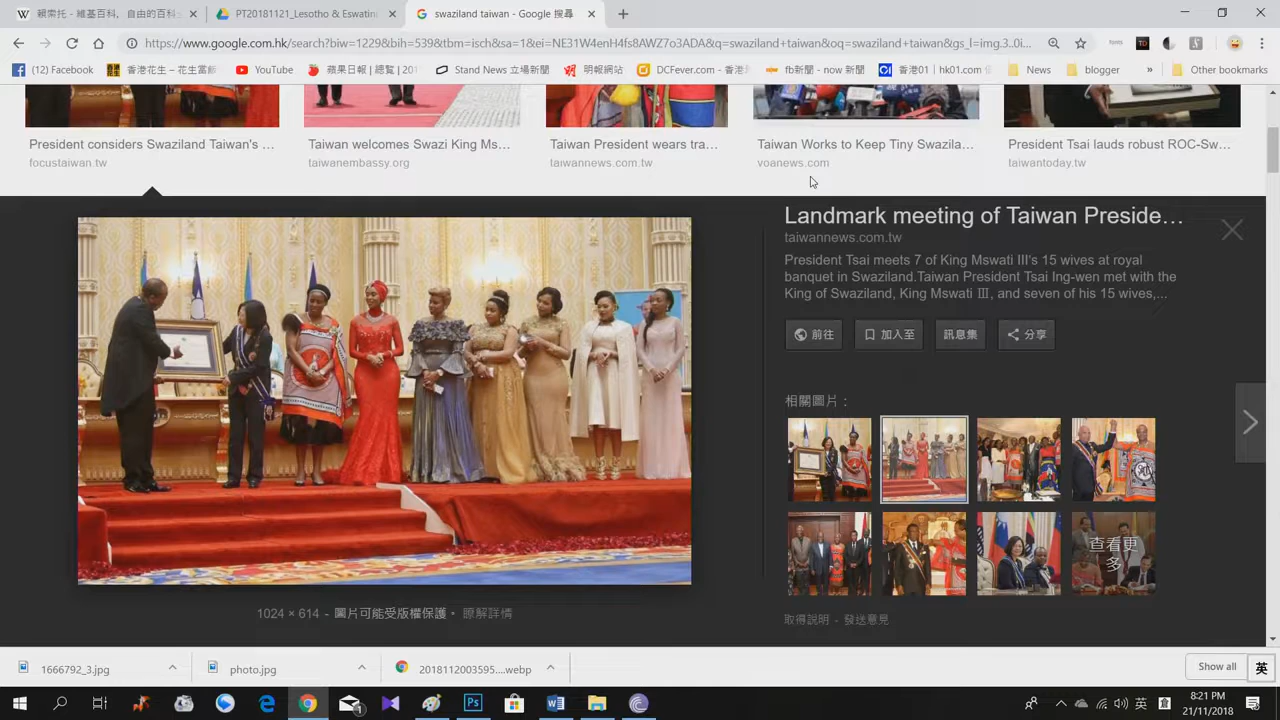 賴索托 - 維基百科，自由的百科全
PT20181121_Lesotho & Eswatini
swaziland taiwan - Google 搜尋
https://www.google.com.hk/search?biw=1229&bih=539&tbm=isch&sa=1&ei=NE31W4enH4fs8AWZ7o3ADA&q=swaziland+taiwan&oq=swaziland+taiwan&gs_l=img.3..0i...
(12) Facebook
YouTube
蘋果日報 | 總覽 | 201
Stand News 立場新聞
明報網站
DCFever.com - 香港
fb新聞 - now 新聞
香港01 | hk01.com
News
blogger
»
Other bookmarks
President considers Swaziland Taiwan's ...
Taiwan welcomes Swazi King Ms...
Taiwan President wears tra...
Taiwan Works to Keep Tiny Swazila...
President Tsai lauds robust ROC-Sw...
focustaiwan.tw
taiwanembassy.org
taiwannews.com.tw
voanews.com
taiwantoday.tw
Landmark meeting of Taiwan Preside...
taiwannews.com.tw
President Tsai meets 7 of King Mswati III's 15 wives at royal
banquet in Swaziland.Taiwan President Tsai Ing-wen met with the
King of Swaziland, King Mswati Ⅲ, and seven of his 15 wives,...
前往
加入至
訊息集
分享
相關圖片：
查看更
多
1024 × 614 - 圖片可能受版權保護。 瞭解詳情
取得說明 - 發送意見
1666792_3.jpg
photo.jpg
2018112003595....webp
Show all
英
8:21 PM
英
21/11/2018